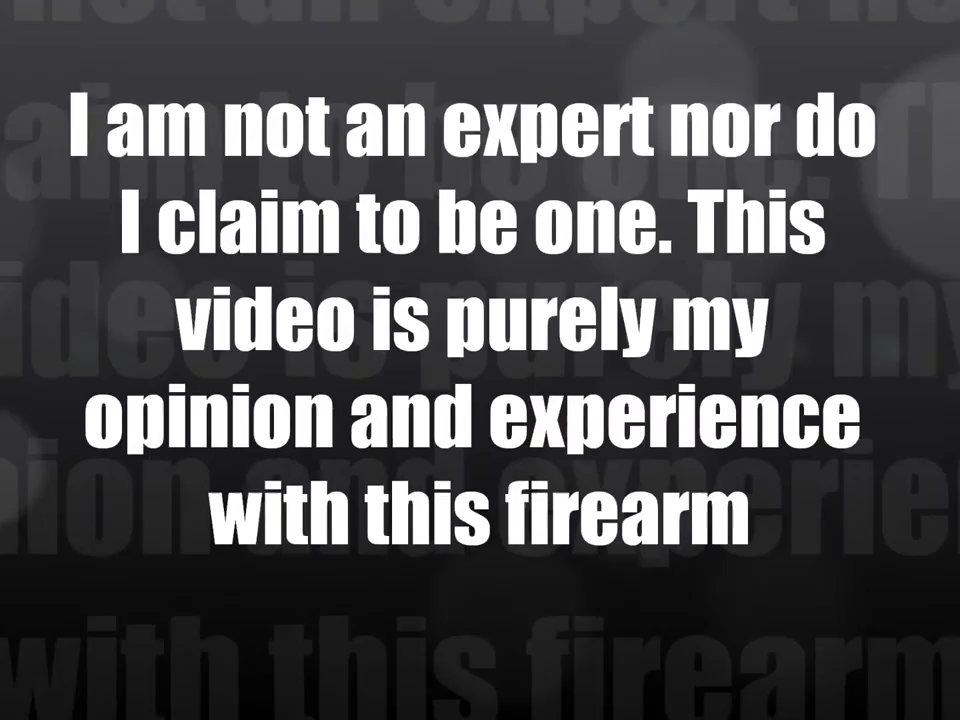 I am not an expert nor do
I claim to be one. This
video is purely my
opinion and experience
with this firearm